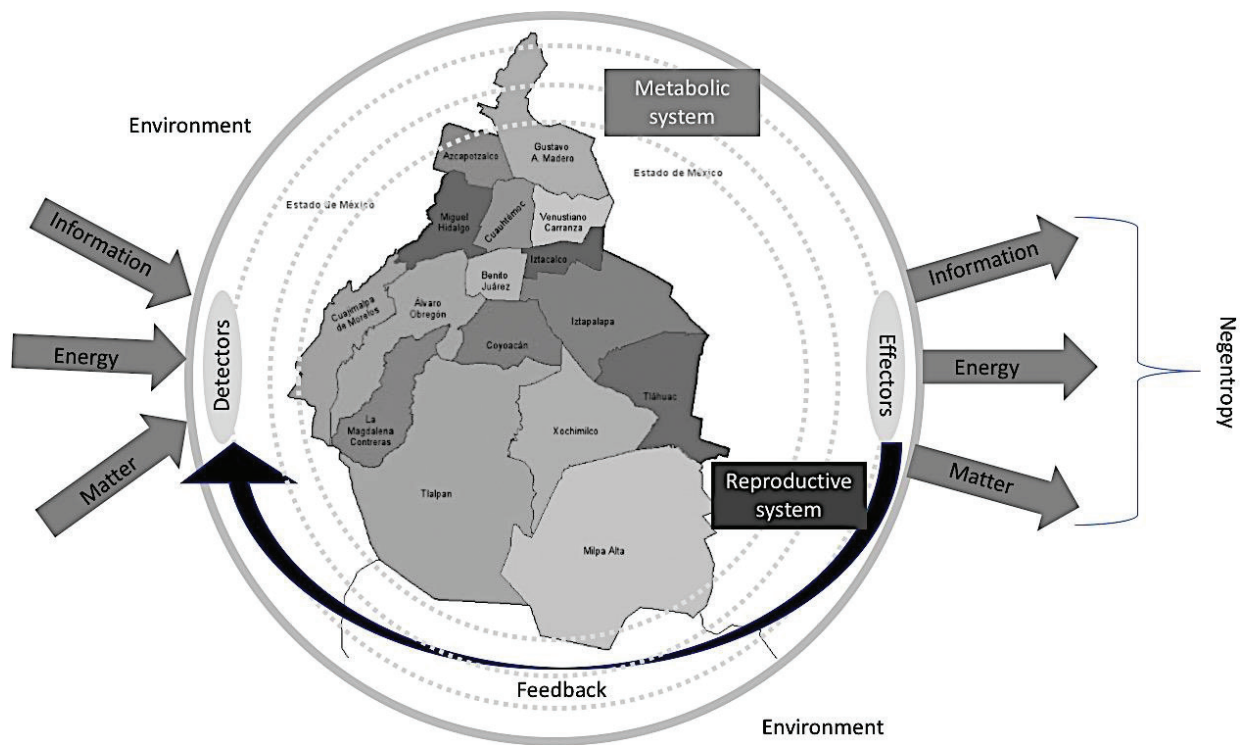 Metabolic
system
Environment
Azcapotzalco
Gustavo
A. Madero
Estado de México
Estado de México
Miguel
Hidalgo
Cuauhtémoc
Venustiano
Carranza
Iztacalco
Benito
Juárez
Information
Energy
Matter
Detectors
Cuajimalpa
de Morelos
Álvaro
Obregón
Iztapalapa
Coyoacán
Tláhuac
La
Magdalena
Contreras
Xochimilco
Tlalpan
Milpa Alta
Reproductive
system
Effectors
Information
Energy
Matter
Negentropy
Feedback
Environment